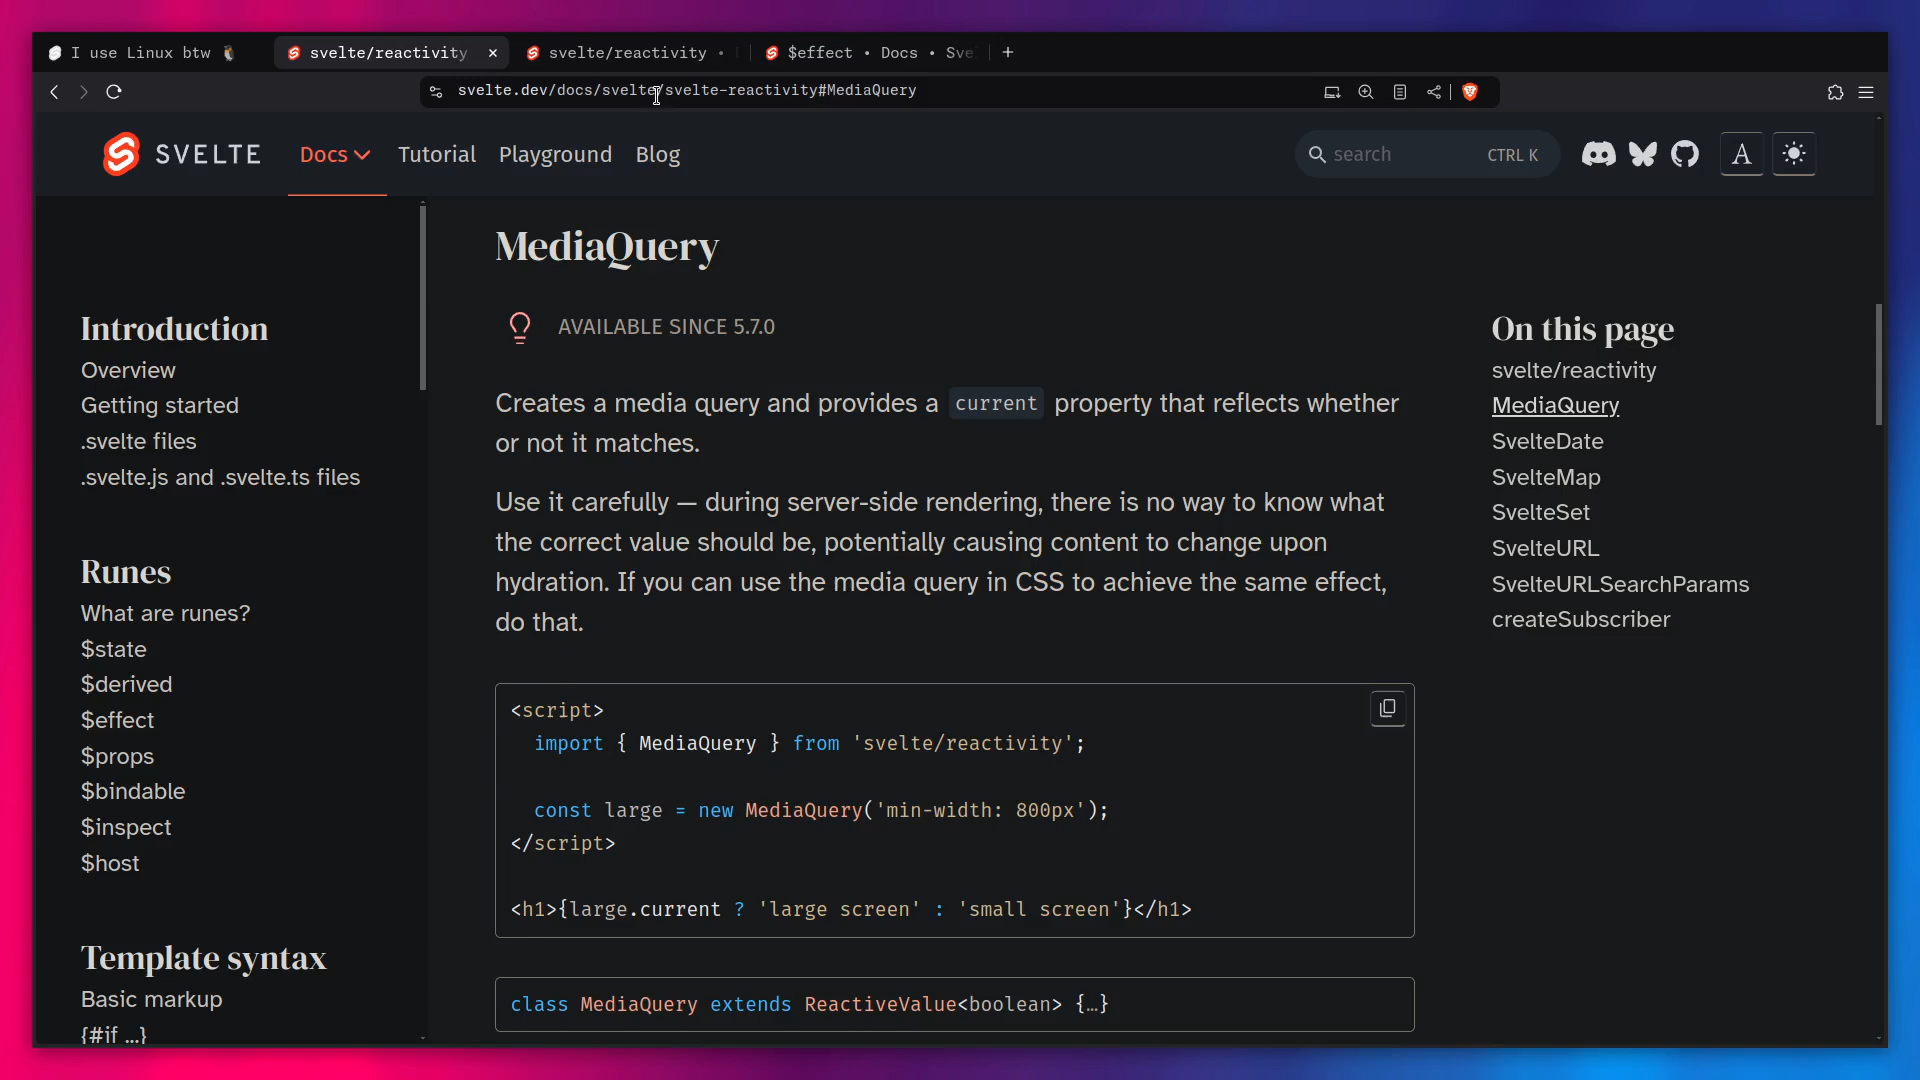 I use Linux btw 🐧
svelte/reactivity
svelte/reactivity •
$effect • Docs • Sve
svelte.dev/docs/svelte/svelte-reactivity#MediaQuery
SVELTE
Docs
Tutorial
Playground
Blog
search
CTRL K
A
Introduction
Overview
Getting started
.svelte files
.svelte.js and .svelte.ts files
Runes
What are runes?
$state
$derived
$effect
$props
$bindable
$inspect
$host
Template syntax
Basic markup
{#if ...}
MediaQuery
AVAILABLE SINCE 5.7.0
Creates a media query and provides a current property that reflects whether
or not it matches.
Use it carefully — during server-side rendering, there is no way to know what
the correct value should be, potentially causing content to change upon
hydration. If you can use the media query in CSS to achieve the same effect,
do that.
<script>
import { MediaQuery } from 'svelte/reactivity';
const large = new MediaQuery('min-width: 800px');
</script>
<h1>{large.current ? 'large screen' : 'small screen'}</h1>
class MediaQuery extends ReactiveValue<boolean> {…}
On this page
svelte/reactivity
MediaQuery
SvelteDate
SvelteMap
SvelteSet
SvelteURL
SvelteURLSearchParams
createSubscriber